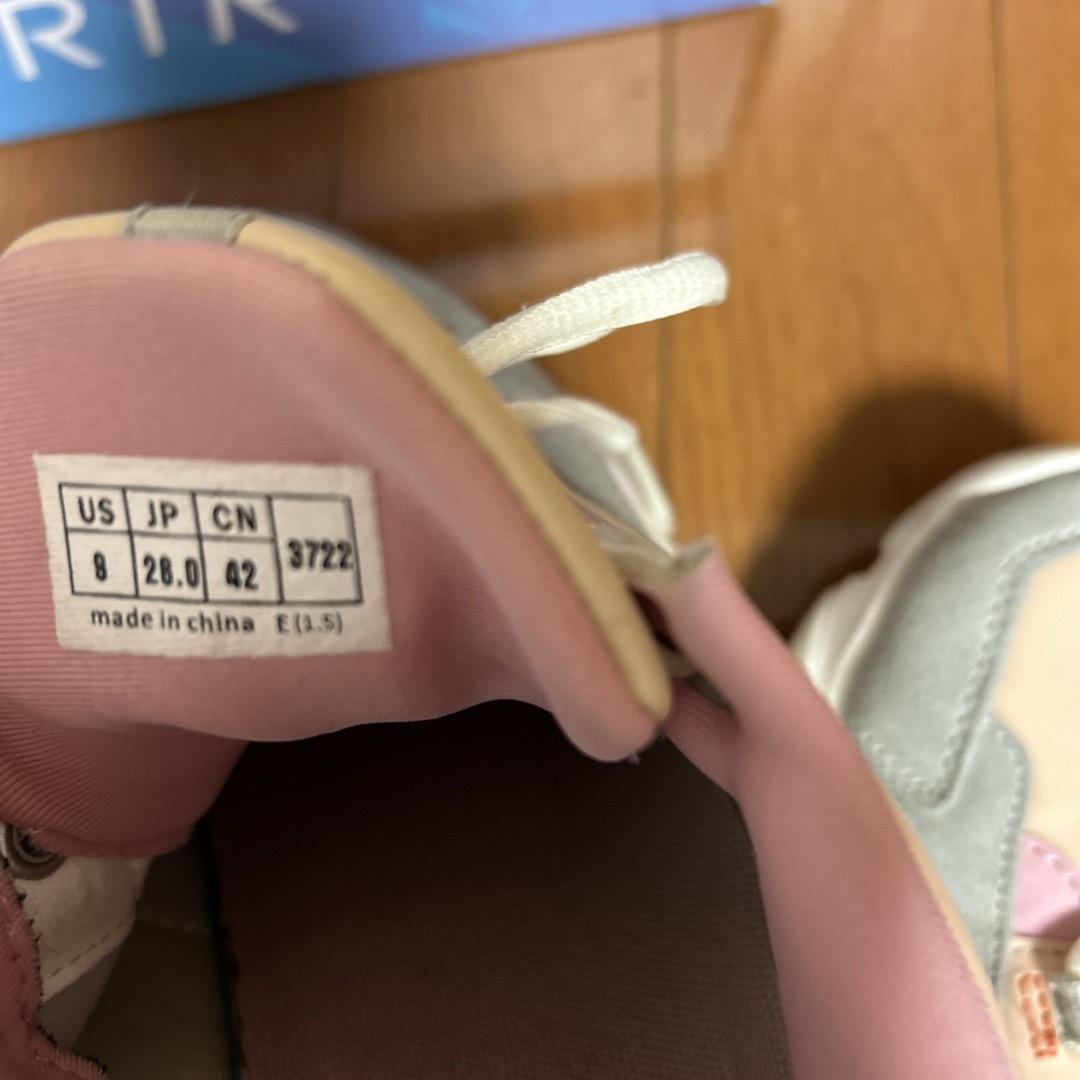 RTR
US JP CN 3722
8 28.0 42
made in china E(1.5)